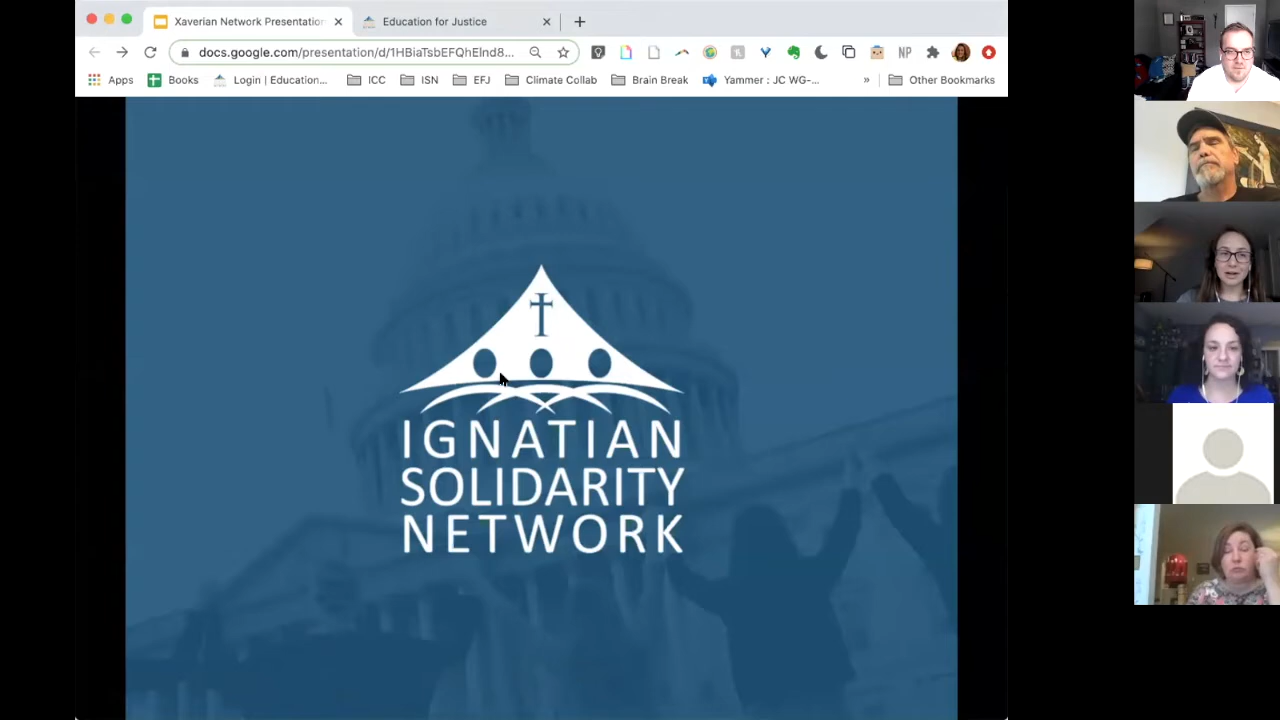 Xaverian Network Presentation
Education for Justice
docs.google.com/presentation/d/1HBiaTsbEFQhElnd8...
NP
Apps
Books
Login | Education...
ICC
ISN
EFJ
Climate Collab
Brain Break
Yammer : JC WG-...
»
Other Bookmarks
IGNATIAN
SOLIDARITY
NETWORK